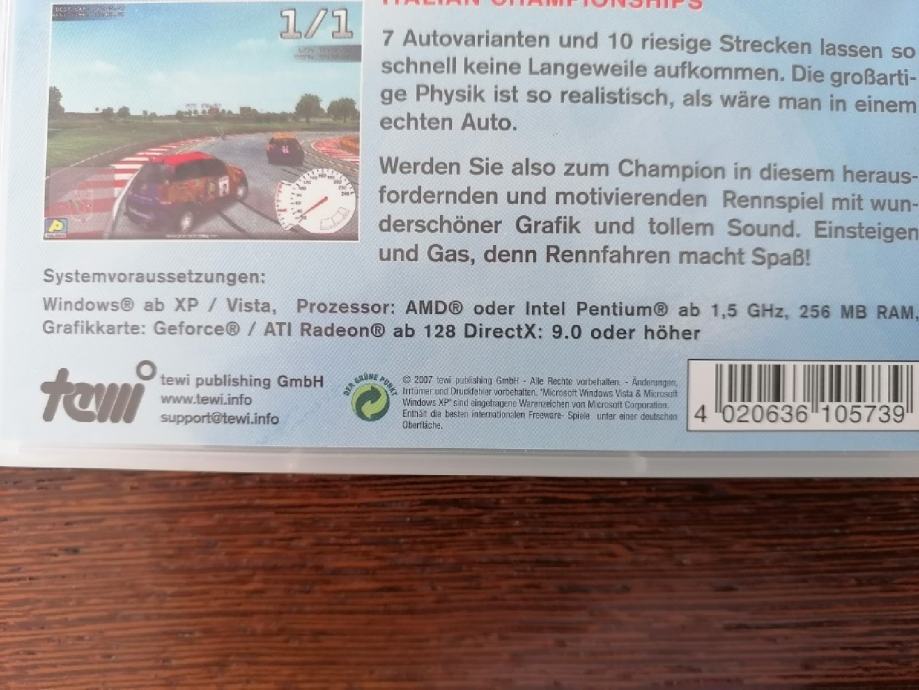 ITALIAN CHAMPIONSHIPS
1/1
7 Autovarianten und 10 riesige Strecken lassen so
schnell keine Langeweile aufkommen. Die großarti-
ge Physik ist so realistisch, als wäre man in einem
echten Auto.
Werden Sie also zum Champion in diesem heraus-
fordernden und motivierenden Rennspiel mit wun-
derschöner Grafik und tollem Sound. Einsteigen
und Gas, denn Rennfahren macht Spaß!
Systemvoraussetzungen:
Windows® ab XP / Vista, Prozessor: AMD® oder Intel Pentium® ab 1,5 GHz, 256 MB RAM,
Grafikkarte: Geforce® / ATI Radeon® ab 128 DirectX: 9.0 oder höher
tewi
tewi publishing GmbH
www.tewi.info
support@tewi.info
DER GRÜNE PUNKT
© 2007 tewi publishing GmbH - Alle Rechte vorbehalten. - Änderungen,
Irrtümer und Druckfehler vorbehalten. "Microsoft Windows Vista & Microsoft
Windows XP" sind eingetragene Warenzeichen von Microsoft Corporation.
Enthält die besten internationalen Freeware- Spiele unter einer deutschen
Oberfläche.
4 020636 105739